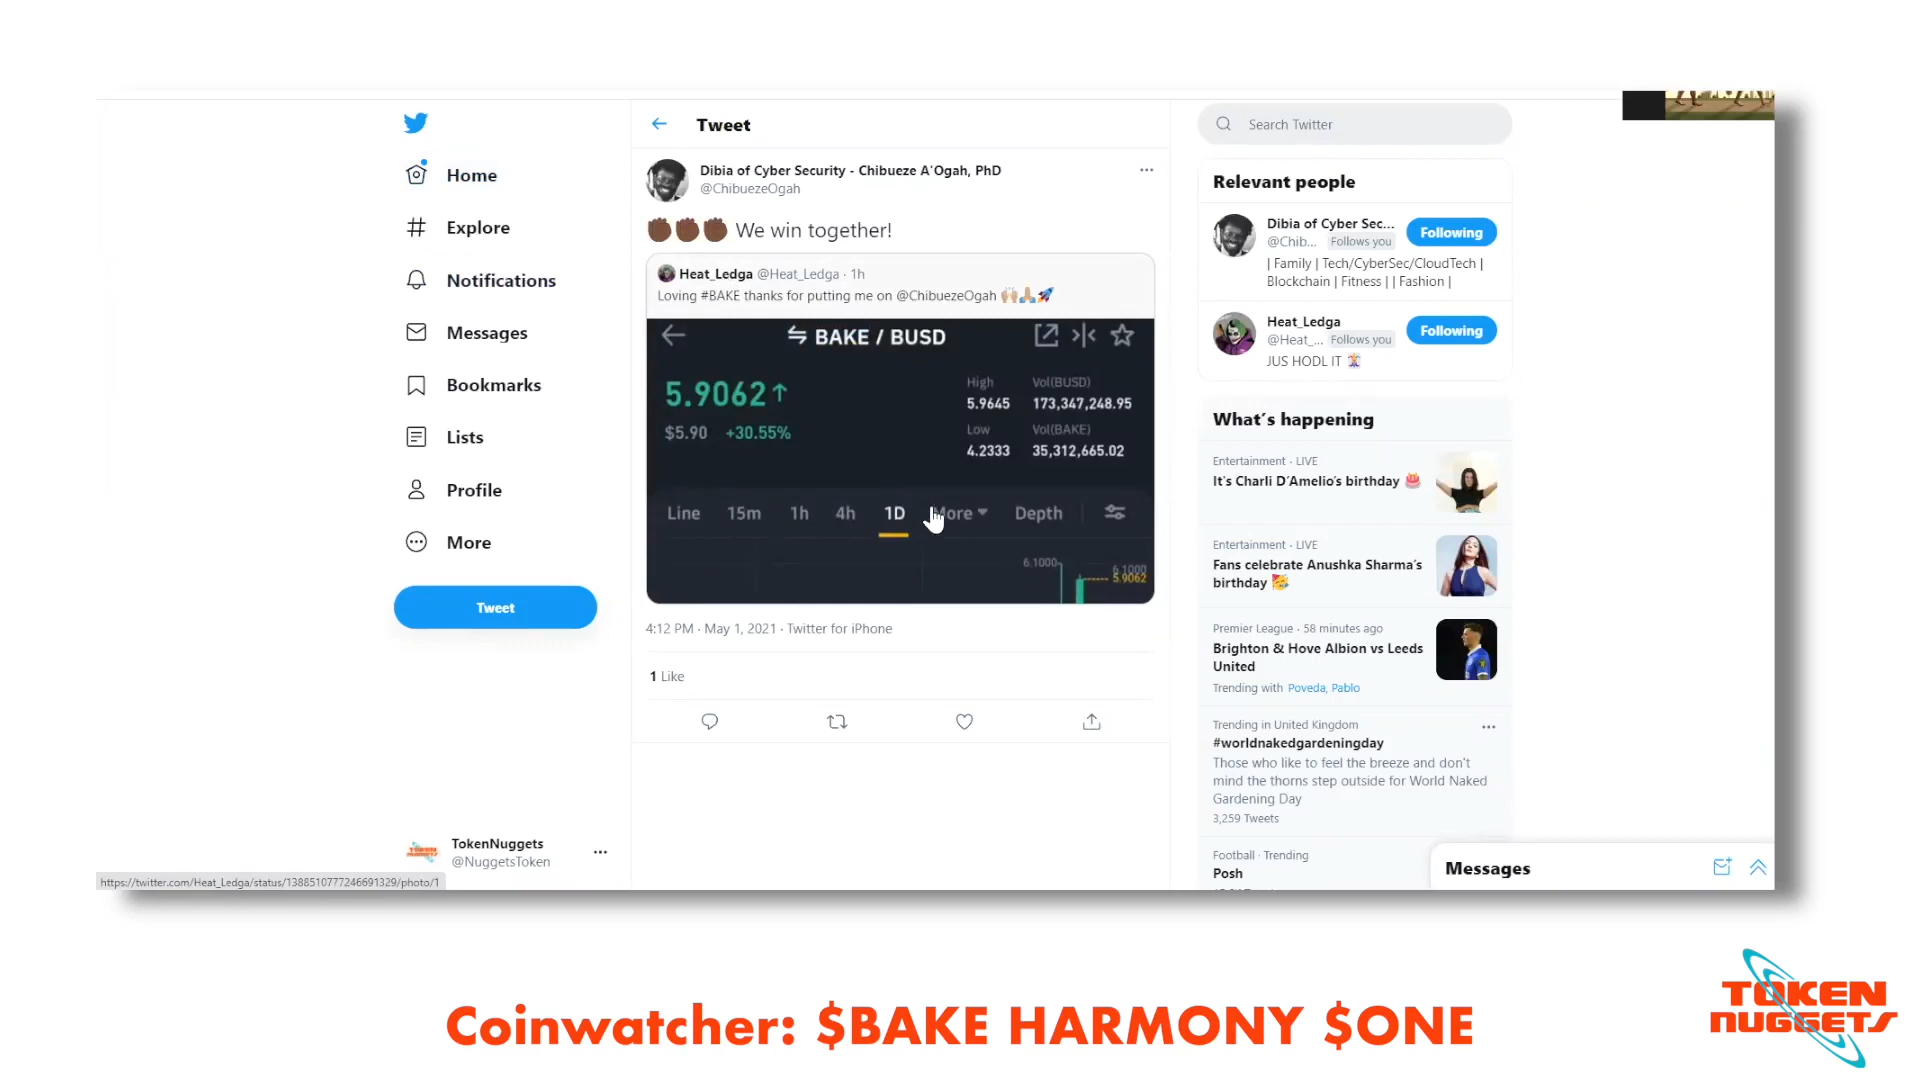 Home
Explore
Notifications
Messages
Bookmarks
Lists
Profile
More
Tweet
TokenNuggets
@NuggetsToken
https://twitter.com/Heat_Ledga/status/1388510777246691329/photo/1
Tweet
Dibia of Cyber Security - Chibueze A'Ogah, PhD
@ChibuezeOgah
✊🏾✊🏾✊🏾 We win together!
Heat_Ledga @Heat_Ledga · 1h
Loving #BAKE thanks for putting me on @ChibuezeOgah 🙌🏼🙏🏼🚀
BAKE / BUSD
5.9062↑
$5.90 +30.55%
High Vol(BUSD)
5.9645 173,347,248.95
Low Vol(BAKE)
4.2333 35,312,665.02
Line 15m 1h 4h 1D More Depth
6.1000
6.1000
5.9062
4:12 PM · May 1, 2021 · Twitter for iPhone
1 Like
Search Twitter
Relevant people
Dibia of Cyber Sec...
@Chib... Follows you
Following
| Family | Tech/CyberSec/CloudTech |
Blockchain | Fitness | | Fashion |
Heat_Ledga
@Heat_... Follows you
Following
JUS HODL IT 🃏
What's happening
Entertainment · LIVE
It's Charli D'Amelio's birthday 🎂
Entertainment · LIVE
Fans celebrate Anushka Sharma's
birthday 🥳
Premier League · 58 minutes ago
Brighton & Hove Albion vs Leeds
United
Trending with Poveda, Pablo
Trending in United Kingdom
#worldnakedgardeningday
Those who like to feel the breeze and don't
mind the thorns step outside for World Naked
Gardening Day
3,259 Tweets
Football · Trending
Posh
Messages
Coinwatcher: $BAKE HARMONY $ONE
TOKEN
NUGGETS